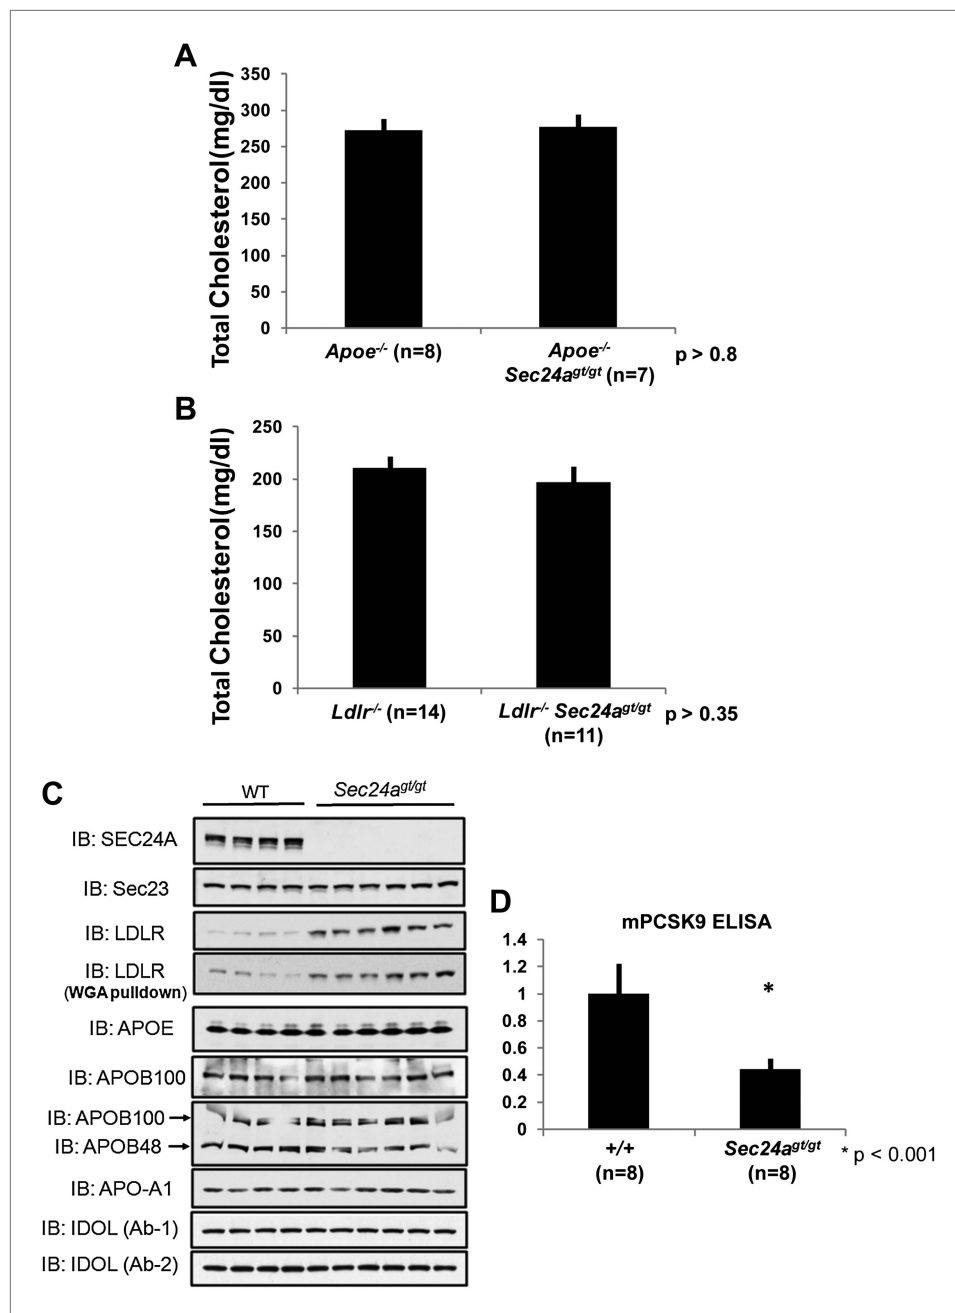 A
Total Cholesterol(mg/dl)
350
300
250
200
150
100
50
0
Apoe-/- (n=8)
Apoe-/-
Sec24agt/gt (n=7)
p > 0.8
B
Total Cholesterol(mg/dl)
250
200
150
100
50
0
Ldlr-/- (n=14)
Ldlr-/- Sec24agt/gt
(n=11)
p > 0.35
C
WT
Sec24agt/gt
IB: SEC24A
IB: Sec23
IB: LDLR
IB: LDLR
(WGA pulldown)
IB: APOE
IB: APOB100
IB: APOB100
IB: APOB48
IB: APO-A1
IB: IDOL (Ab-1)
IB: IDOL (Ab-2)
D
mPCSK9 ELISA
1.4
1.2
1
0.8
0.6
0.4
0.2
0
*
+/+
(n=8)
Sec24agt/gt
(n=8)
* p < 0.001